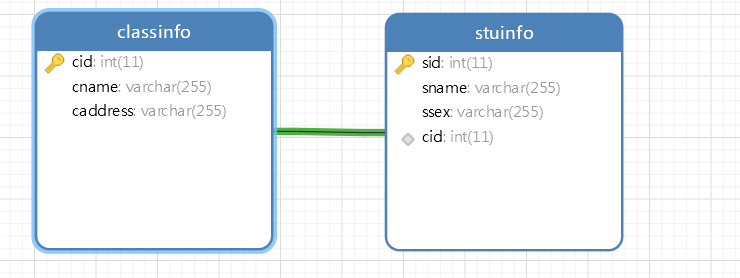 classinfo
cid: int(11)
cname: varchar(255)
caddress: varchar(255)
stuinfo
sid: int(11)
sname: varchar(255)
ssex: varchar(255)
cid: int(11)